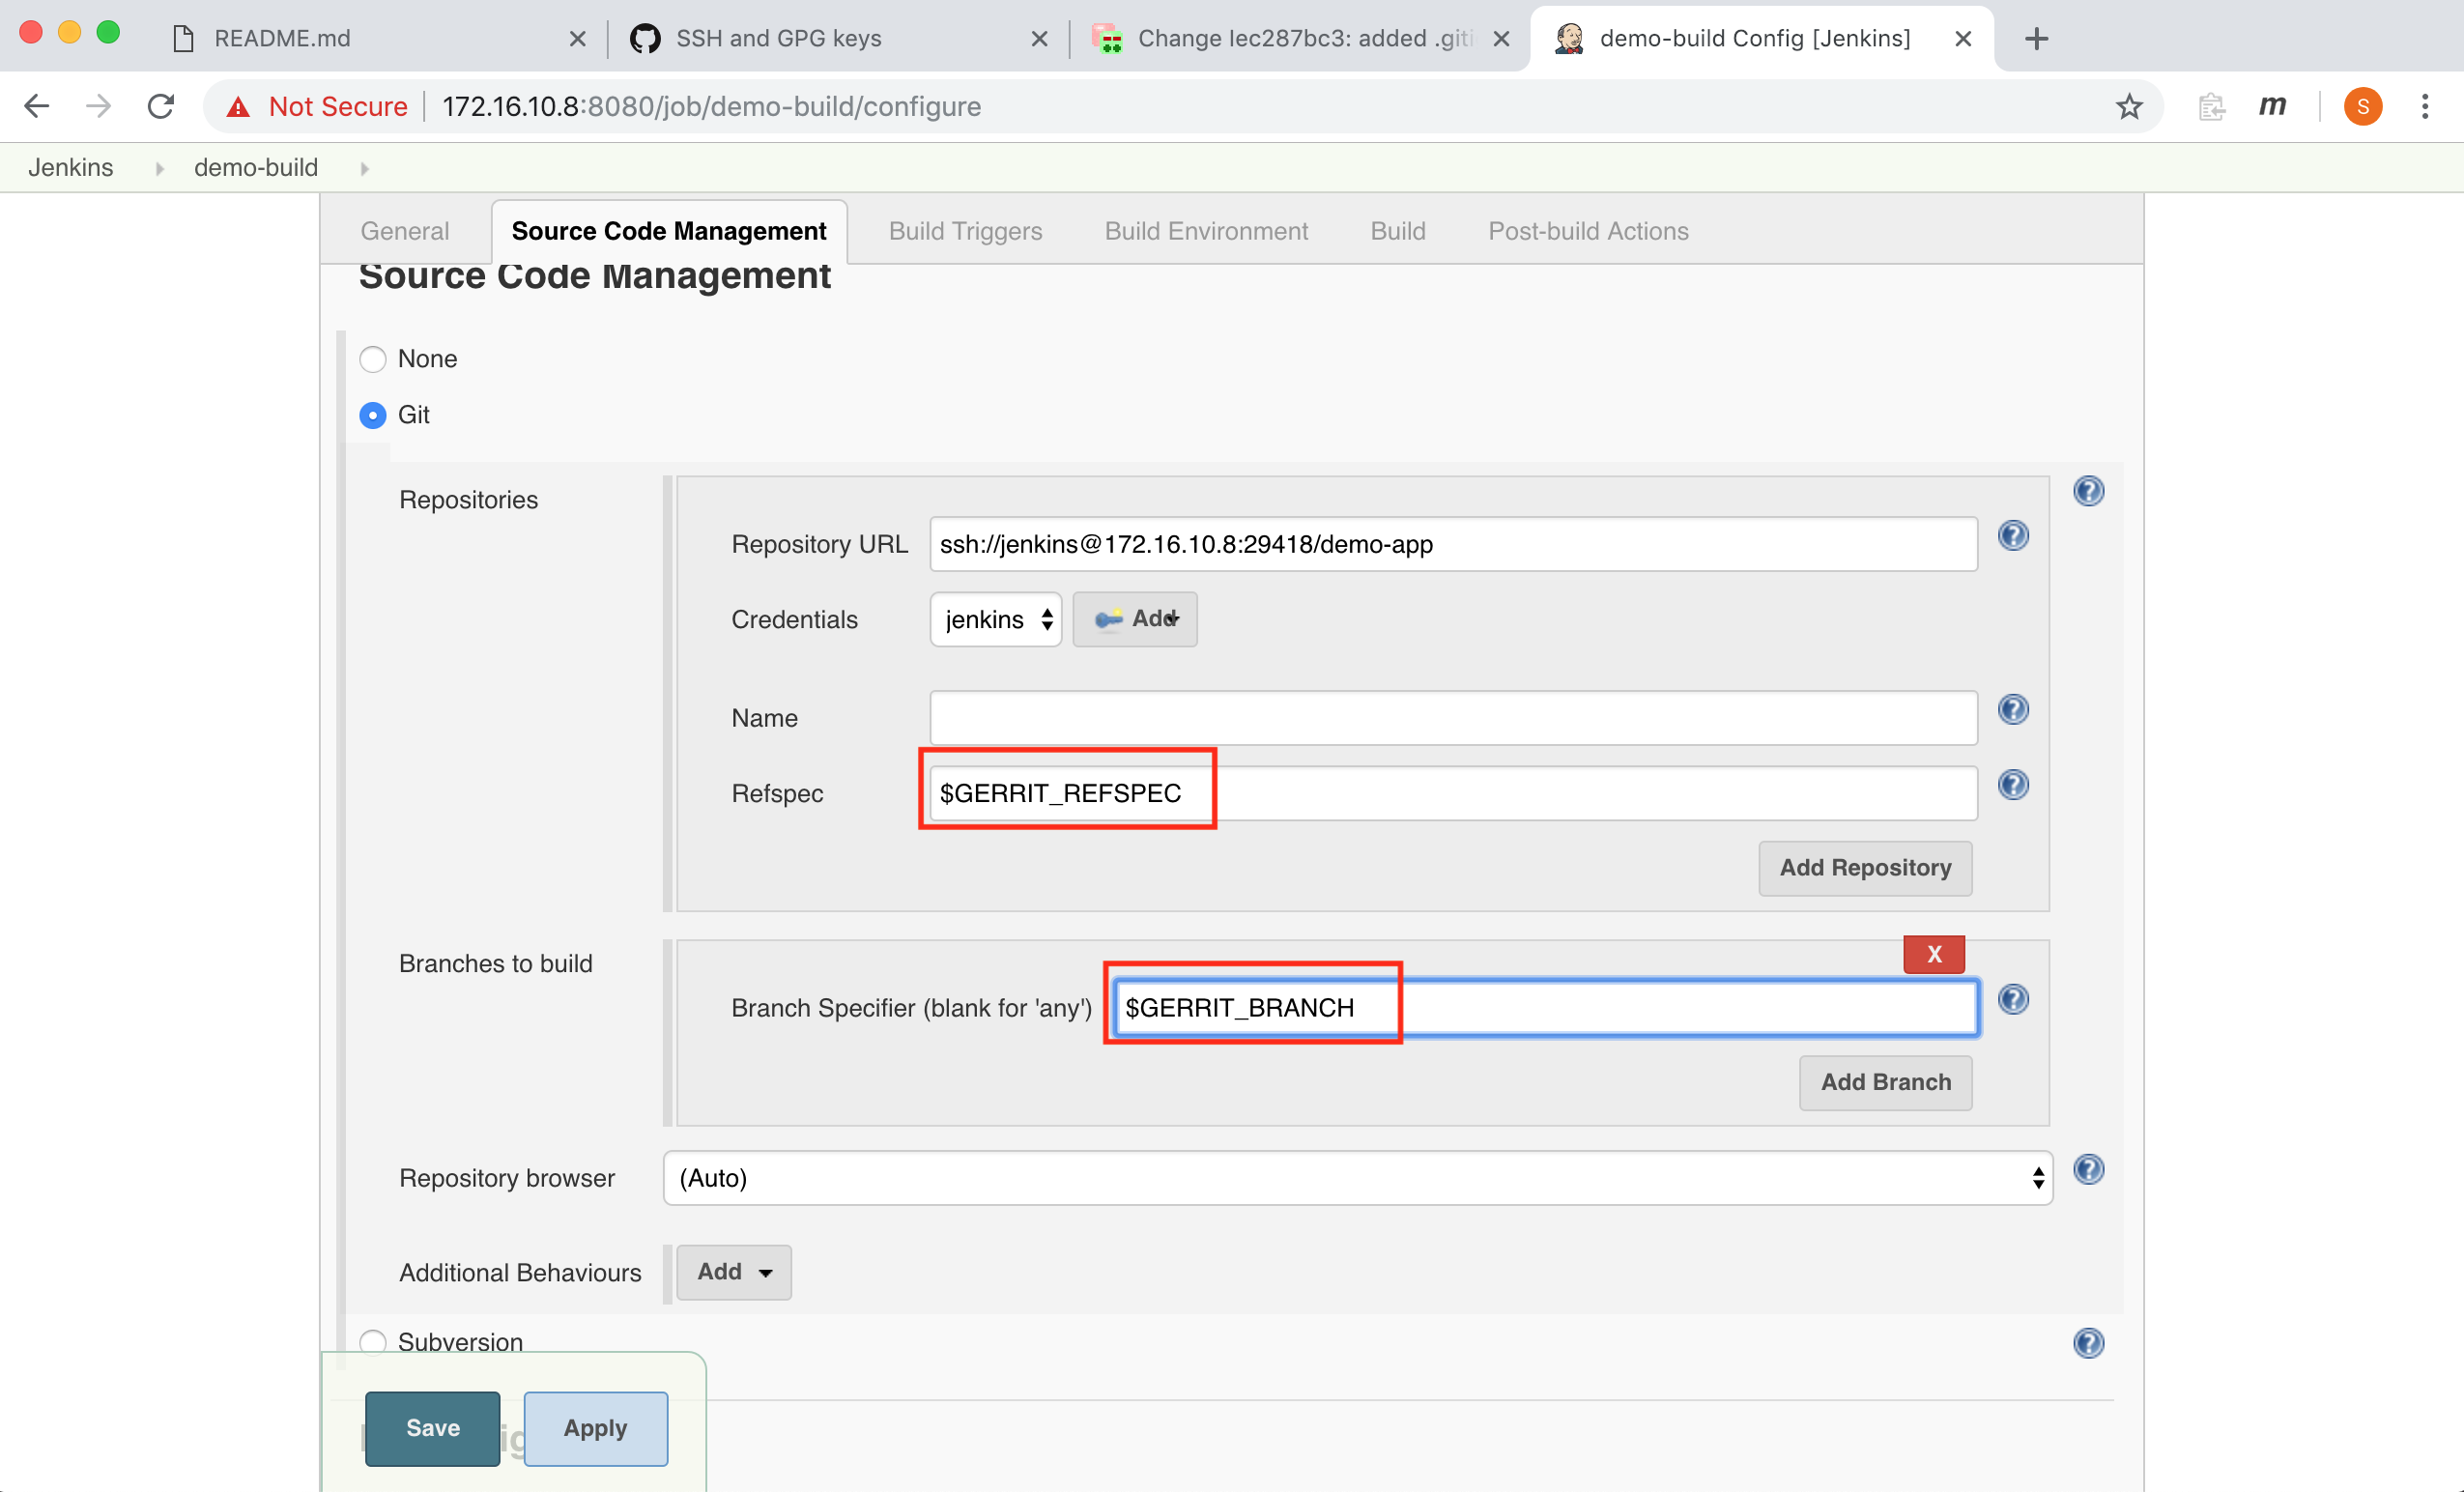 README.md
SSH and GPG keys
Change Iec287bc3: added .giti
demo-build Config [Jenkins]
Not Secure
172.16.10.8:8080/job/demo-build/configure
m
S
Jenkins
demo-build
General
Source Code Management
Build Triggers
Build Environment
Build
Post-build Actions
Source Code Management
None
Git
Repositories
Repository URL
ssh://jenkins@172.16.10.8:29418/demo-app
Credentials
jenkins
Add
Name
Refspec
$GERRIT_REFSPEC
Add Repository
Branches to build
X
Branch Specifier (blank for 'any')
$GERRIT_BRANCH
Add Branch
Repository browser
(Auto)
Additional Behaviours
Add
Subversion
Save
Apply